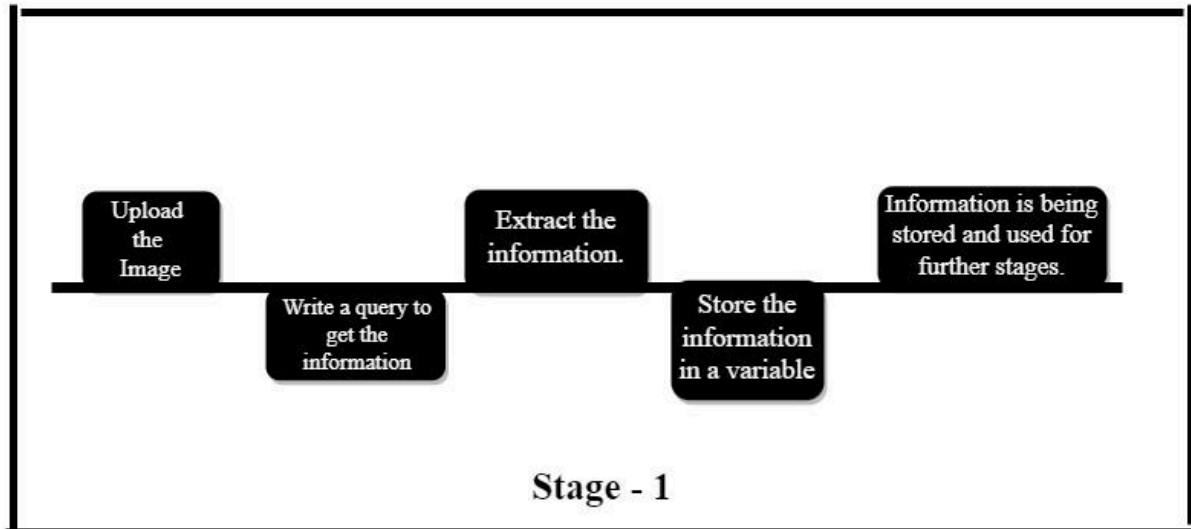 Upload
the
Image
Write a query to
get the
information
Extract the
information.
Store the
information
in a variable
Information is being
stored and used for
further stages.
Stage - 1